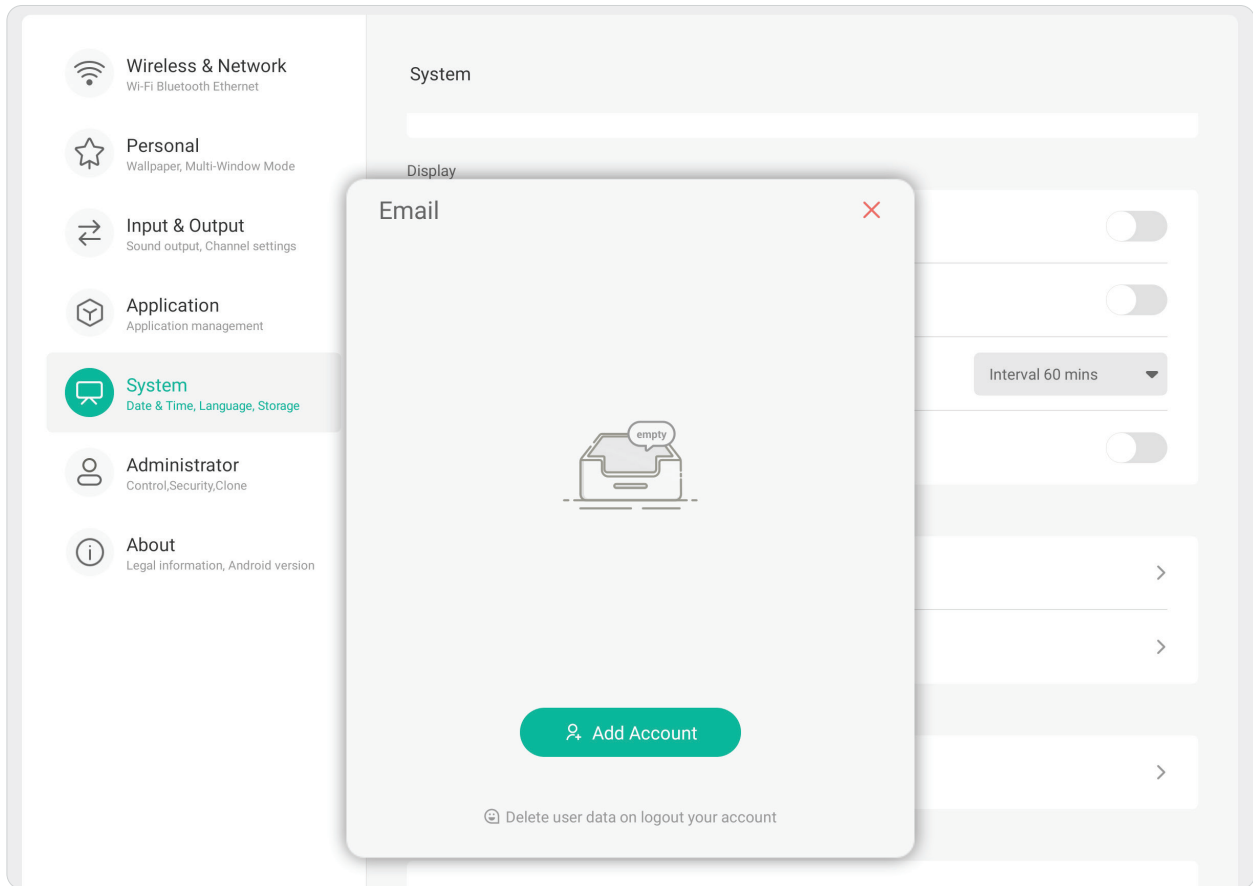 Wireless & Network
Wi-Fi Bluetooth Ethernet
Personal
Wallpaper, Multi-Window Mode
Input & Output
Sound output, Channel settings
Application
Application management
System
Date & Time, Language, Storage
Administrator
Control,Security,Clone
About
Legal information, Android version
System
Display
Interval 60 mins
Email
empty
Add Account
Delete user data on logout your account